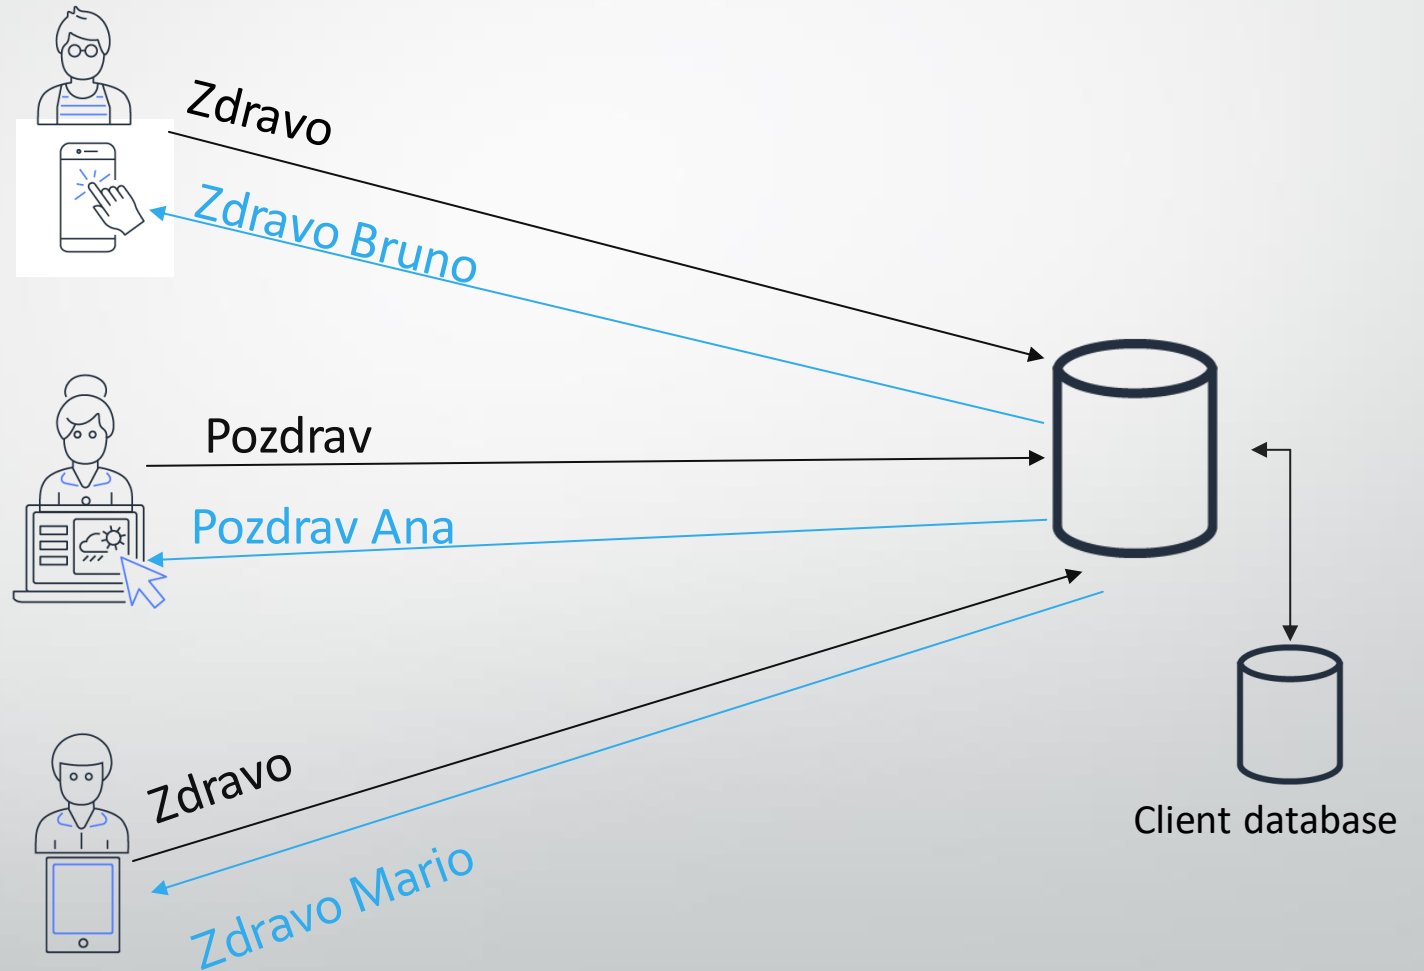 Zdravo
Zdravo Bruno
Pozdrav
Pozdrav Ana
Zdravo
Zdravo Mario
Client database